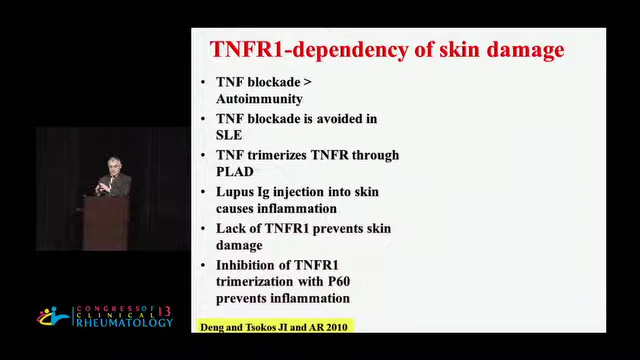 TNFR1-dependency of skin damage
• TNF blockade >
Autoimmunity
• TNF blockade is avoided in
SLE
• TNF trimerizes TNFR through
PLAD
• Lupus Ig injection into skin
causes inflammation
• Lack of TNFR1 prevents skin
damage
• Inhibition of TNFR1
trimerization with P60
prevents inflammation
Deng and Tsokos JI and AR 2010
CONGRESS OF 13
CLINICAL
RHEUMATOLOGY